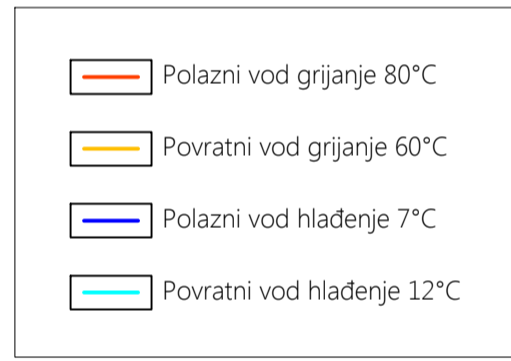 Polazni vod grijanje 80°C
Povratni vod grijanje 60°C
Polazni vod hlađenje 7°C
Povratni vod hlađenje 12°C